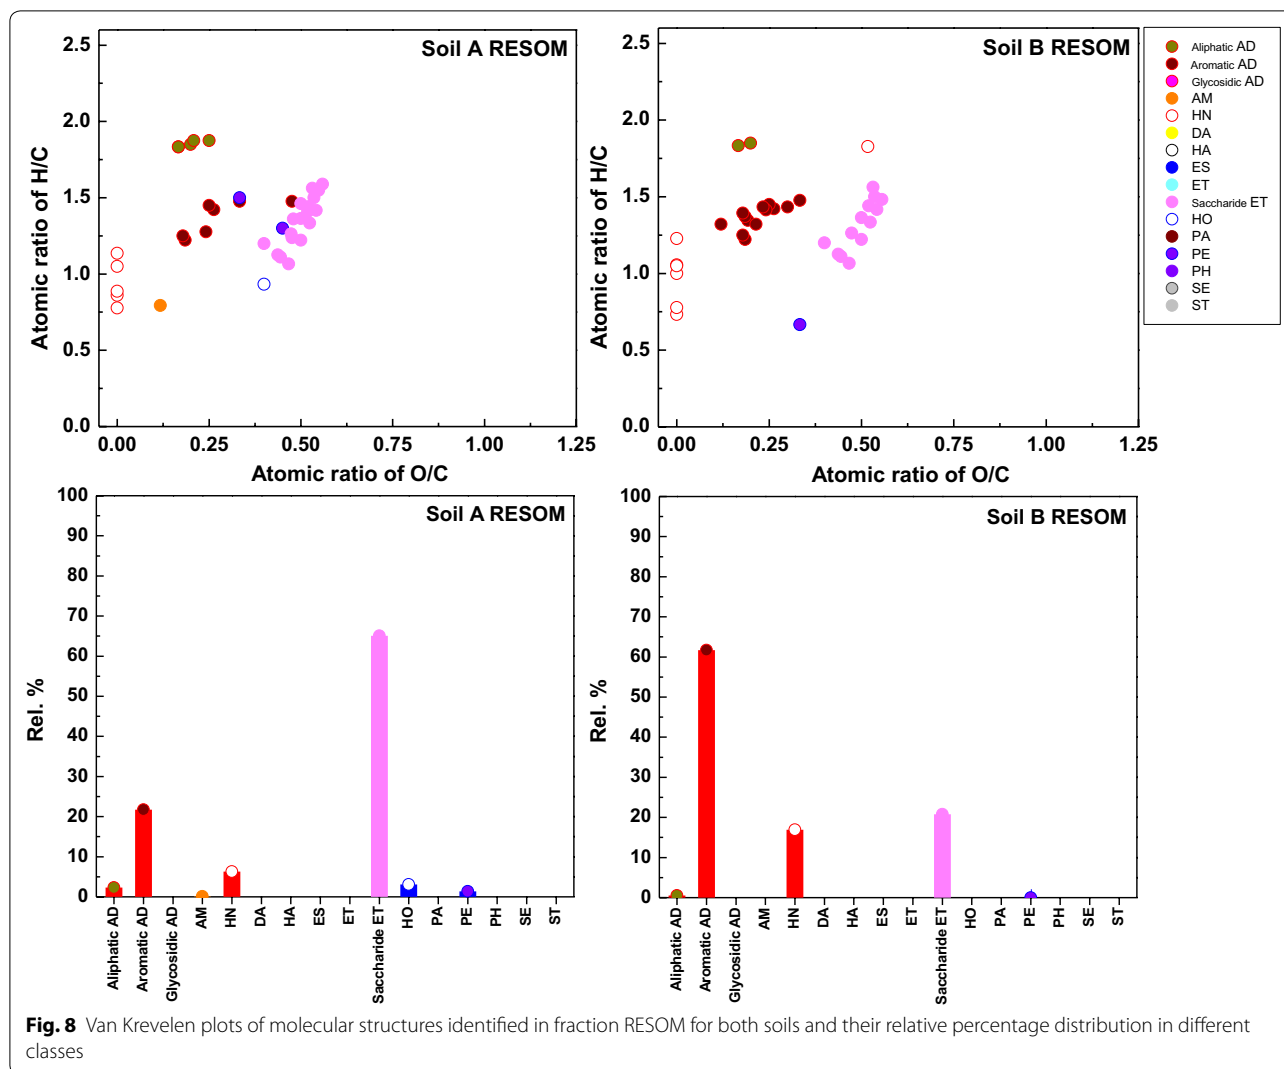 Soil A RESOM
2.5
2.0
1.5
1.0
0.5
0.0
Atomic ratio of H/C
0.00 0.25 0.50 0.75 1.00 1.25
Atomic ratio of O/C
Soil B RESOM
2.5
2.0
1.5
1.0
0.5
0.0
Atomic ratio of H/C
0.00 0.25 0.50 0.75 1.00 1.25
Atomic ratio of O/C
Aliphatic AD
Aromatic AD
Glycosidic AD
AM
HN
DA
HA
ES
ET
Saccharide ET
HO
PA
PE
PH
SE
ST
Soil A RESOM
100
90
80
70
60
50
40
30
20
10
0
Rel. %
Aliphatic AD
Aromatic AD
Glycosidic AD
AM
HN
DA
HA
ES
ET
Saccharide ET
HO
PA
PE
PH
SE
ST
Soil B RESOM
100
90
80
70
60
50
40
30
20
10
0
Rel. %
Aliphatic AD
Aromatic AD
Glycosidic AD
AM
HN
DA
HA
ES
ET
Saccharide ET
HO
PA
PE
PH
SE
ST
Fig. 8 Van Krevelen plots of molecular structures identified in fraction RESOM for both soils and their relative percentage distribution in different
classes